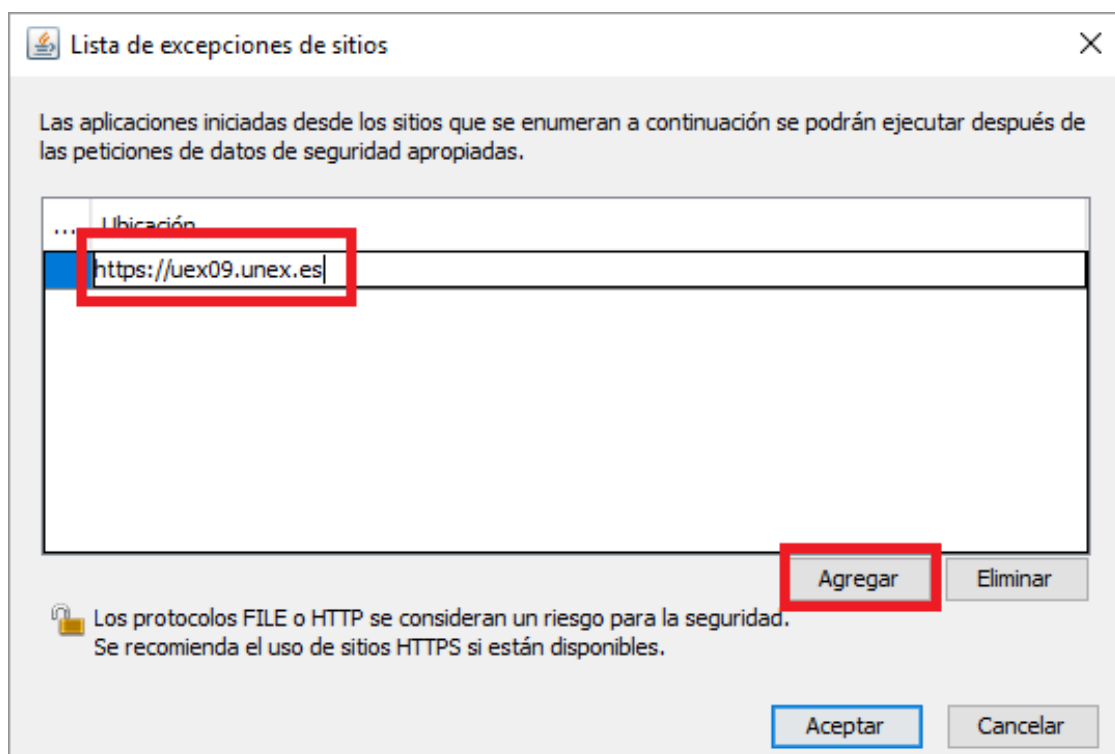 Lista de excepciones de sitios
Las aplicaciones iniciadas desde los sitios que se enumeran a continuación se podrán ejecutar después de
las peticiones de datos de seguridad apropiadas.
... Ubicación
https://uex09.unex.es
Agregar Eliminar
Los protocolos FILE o HTTP se consideran un riesgo para la seguridad.
Se recomienda el uso de sitios HTTPS si están disponibles.
Aceptar Cancelar